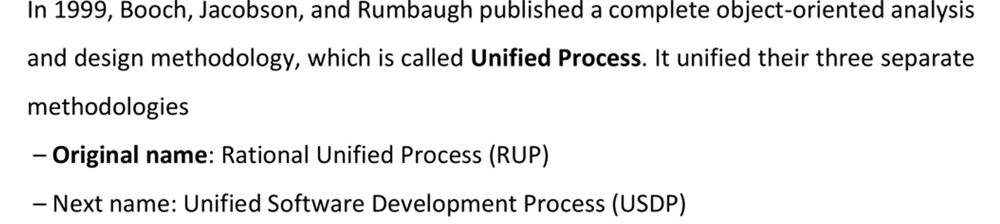 In 1999, Booch, Jacobson, and Rumbaugh published a complete object-oriented analysis
and design methodology, which is called Unified Process. It unified their three separate
methodologies
– Original name: Rational Unified Process (RUP)
– Next name: Unified Software Development Process (USDP)